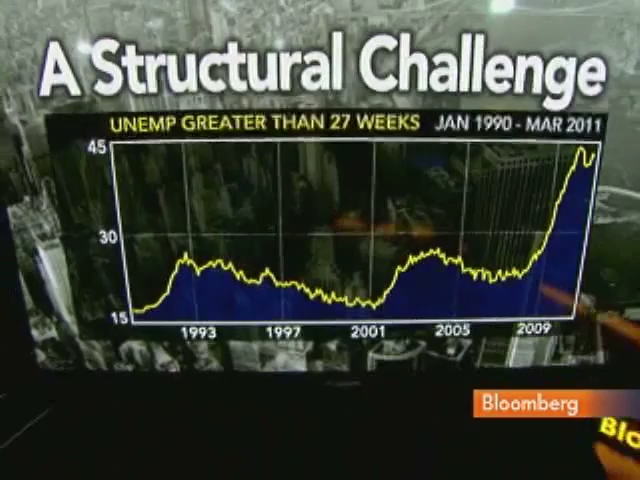 A Structural Challenge
UNEMP GREATER THAN 27 WEEKS JAN 1990 - MAR 2011
45
30
15
1993 1997 2001 2005 2009
Bloomberg
Blo